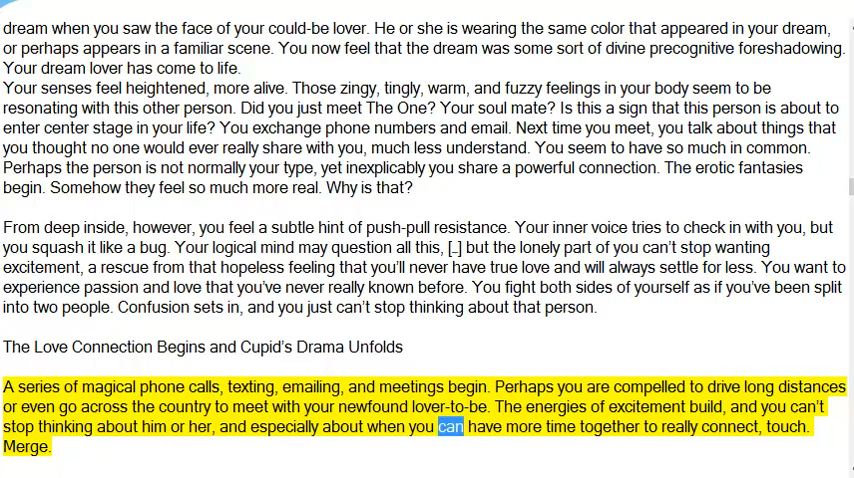 dream when you saw the face of your could-be lover. He or she is wearing the same color that appeared in your dream,
or perhaps appears in a familiar scene. You now feel that the dream was some sort of divine precognitive foreshadowing.
Your dream lover has come to life.
Your senses feel heightened, more alive. Those zingy, tingly, warm, and fuzzy feelings in your body seem to be
resonating with this other person. Did you just meet The One? Your soul mate? Is this a sign that this person is about to
enter center stage in your life? You exchange phone numbers and email. Next time you meet, you talk about things that
you thought no one would ever really share with you, much less understand. You seem to have so much in common.
Perhaps the person is not normally your type, yet inexplicably you share a powerful connection. The erotic fantasies
begin. Somehow they feel so much more real. Why is that?

From deep inside, however, you feel a subtle hint of push-pull resistance. Your inner voice tries to check in with you, but
you squash it like a bug. Your logical mind may question all this, [_] but the lonely part of you can’t stop wanting
excitement, a rescue from that hopeless feeling that you’ll never have true love and will always settle for less. You want to
experience passion and love that you’ve never really known before. You fight both sides of yourself as if you’ve been split
into two people. Confusion sets in, and you just can’t stop thinking about that person.

The Love Connection Begins and Cupid’s Drama Unfolds

A series of magical phone calls, texting, emailing, and meetings begin. Perhaps you are compelled to drive long distances
or even go across the country to meet with your newfound lover-to-be. The energies of excitement build, and you can’t
stop thinking about him or her, and especially about when you can have more time together to really connect, touch.
Merge.